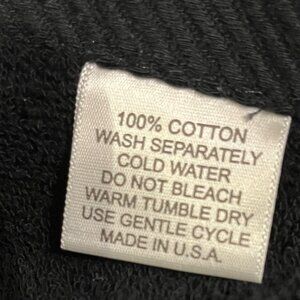 100% COTTON
WASH SEPARATELY
COLD WATER
DO NOT BLEACH
WARM TUMBLE DRY
USE GENTLE CYCLE
MADE IN U.S.A.